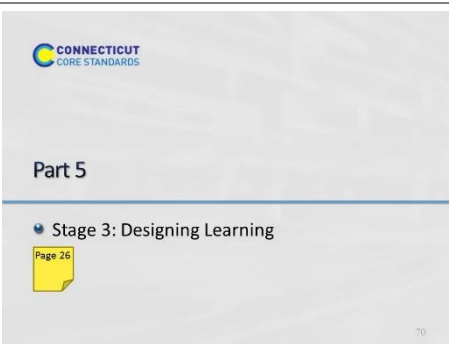 CONNECTICUT
CORE STANDARDS
Part 5
Stage 3: Designing Learning
Page 26
70